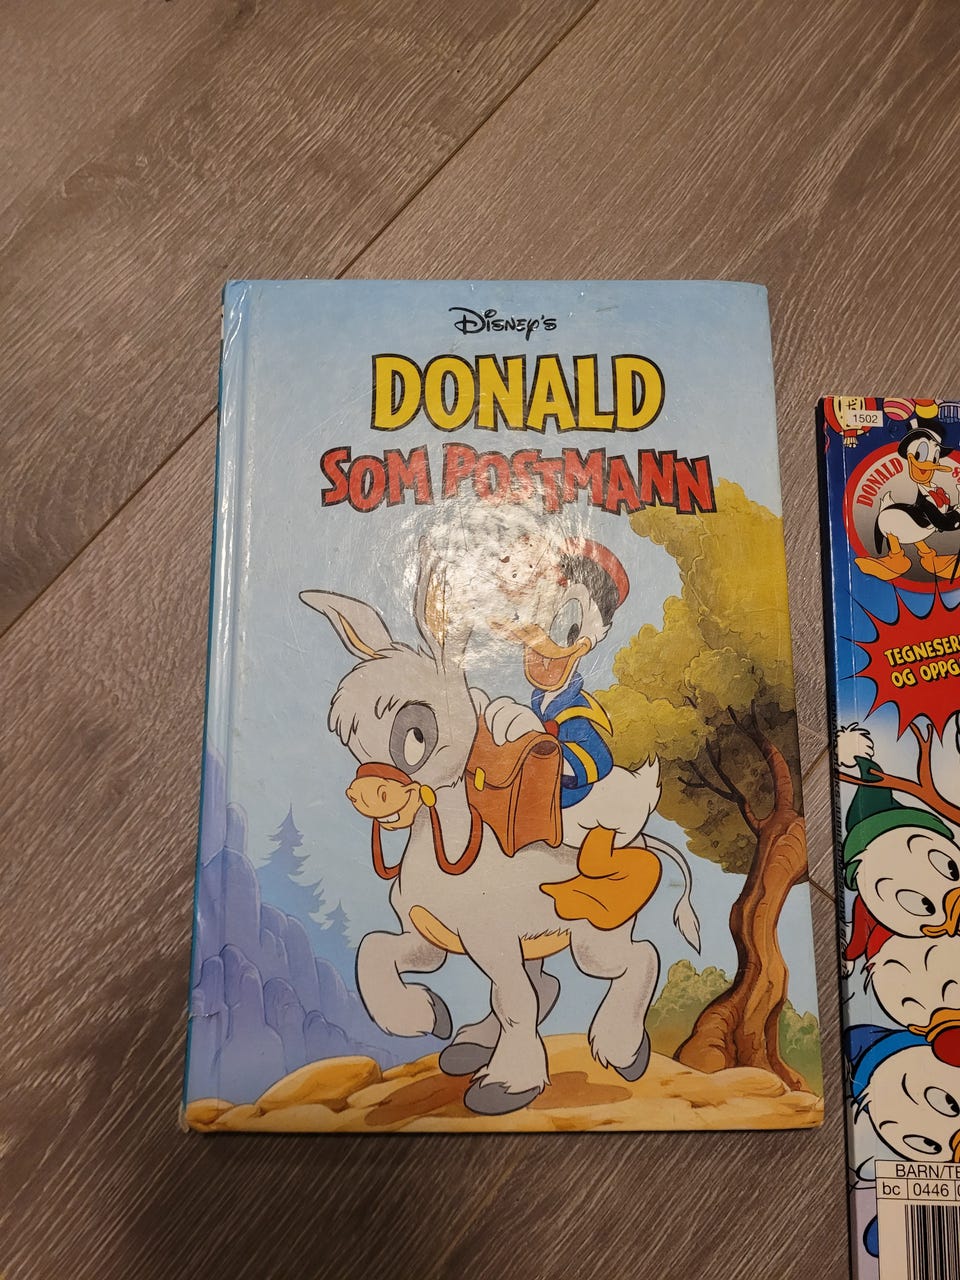 DISNEY'S
DONALD
SOM POSTMANN
1502
DONALD
TEGNESER
OG OPPG
BARN/TE
bc 0446